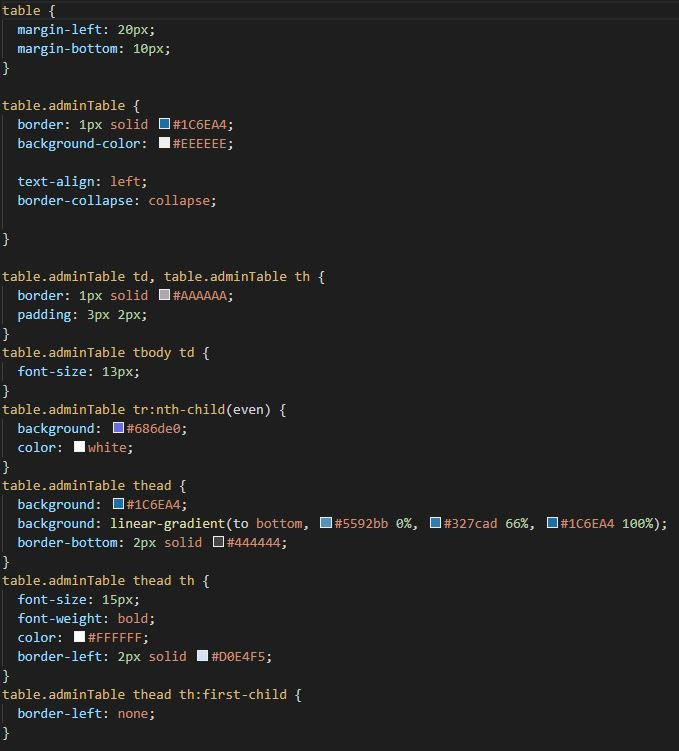 table {
  margin-left: 20px;
  margin-bottom: 10px;
}

table.adminTable {
  border: 1px solid #1C6EA4;
  background-color: #EEEEEE;

  text-align: left;
  border-collapse: collapse;

}

table.adminTable td, table.adminTable th {
  border: 1px solid #AAAAAA;
  padding: 3px 2px;
}
table.adminTable tbody td {
  font-size: 13px;
}
table.adminTable tr:nth-child(even) {
  background: #686de0;
  color: white;
}
table.adminTable thead {
  background: #1C6EA4;
  background: linear-gradient(to bottom, #5592bb 0%, #327cad 66%, #1C6EA4 100%);
  border-bottom: 2px solid #444444;
}
table.adminTable thead th {
  font-size: 15px;
  font-weight: bold;
  color: #FFFFFF;
  border-left: 2px solid #D0E4F5;
}
table.adminTable thead th:first-child {
  border-left: none;
}